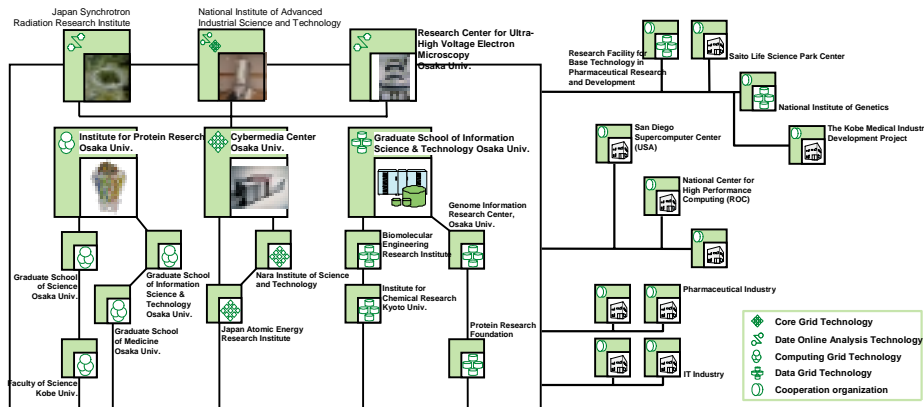 Japan Synchrotron
Radiation Research Institute
National Institute of Advanced
Industrial Science and Technology
Research Center for Ultra-
High Voltage Electron
Microscopy
Osaka Univ.
Research Facility for
Base Technology in
Pharmaceutical Research
and Development
Saito Life Science Park Center
National Institute of Genetics
The Kobe Medical Industr
Development Project
San Diego
Supercomputer Center
(USA)
National Center for
High Performance
Computing (ROC)
Institute for Protein Reserch
Osaka Univ.
Cybermedia Center
Osaka Univ.
Graduate School of Information
Science & Technology Osaka Univ.
Genome Information
Research Center,
Osaka Univ.
Biomolecular
Engineering
Research Institute
Graduate School
of Science
Osaka Univ.
Graduate School
of Information
Science &
Technology
Osaka Univ.
Nara Institute of Science
and Technology
Institute for
Chemical Research
Kyoto Univ.
Graduate School
of Medicine
Osaka Univ.
Japan Atomic Energy
Research Institute
Protein Research
Foundation
Faculty of Science
Kobe Univ.
Pharmaceutical Industry
IT Industry
Core Grid Technology
Date Online Analysis Technology
Computing Grid Technology
Data Grid Technology
Cooperation organization